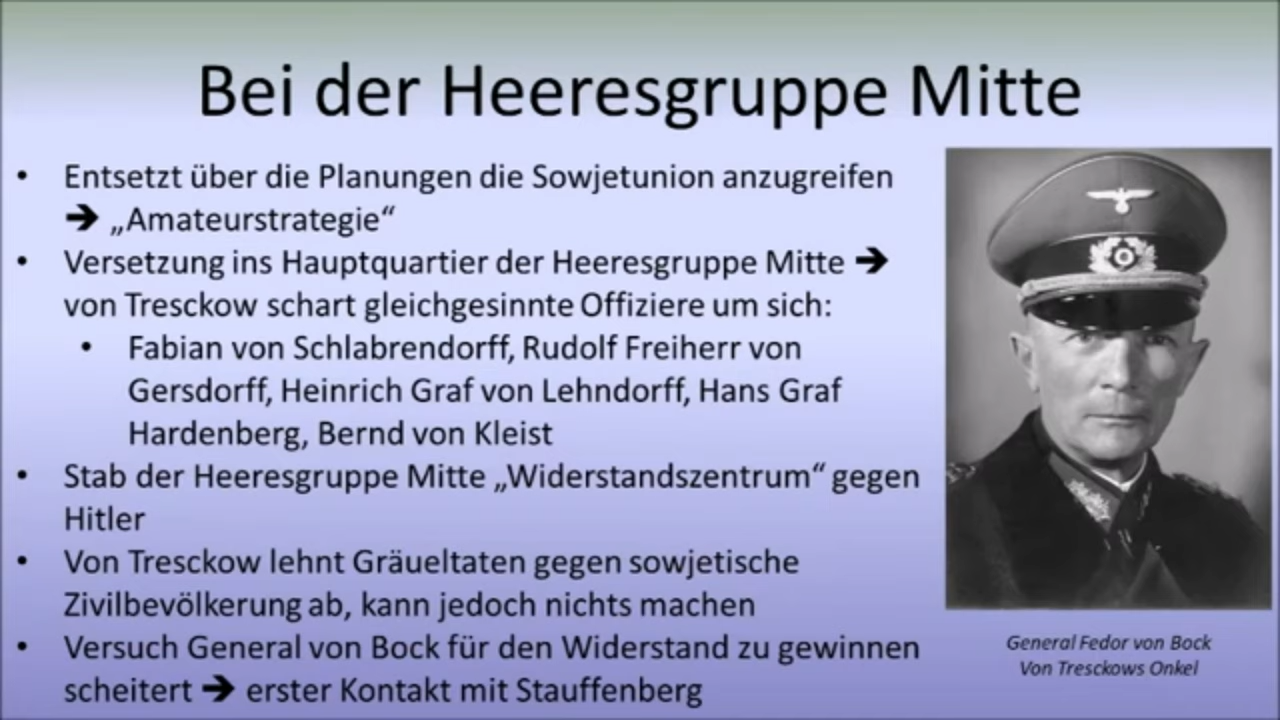 Bei der Heeresgruppe Mitte
• Entsetzt über die Planungen die Sowjetunion anzugreifen
➔ „Amateurstrategie“
• Versetzung ins Hauptquartier der Heeresgruppe Mitte ➔
von Tresckow schart gleichgesinnte Offiziere um sich:
• Fabian von Schlabrendorff, Rudolf Freiherr von
Gersdorff, Heinrich Graf von Lehndorff, Hans Graf
Hardenberg, Bernd von Kleist
• Stab der Heeresgruppe Mitte „Widerstandszentrum“ gegen
Hitler
• Von Tresckow lehnt Gräueltaten gegen sowjetische
Zivilbevölkerung ab, kann jedoch nichts machen
• Versuch General von Bock für den Widerstand zu gewinnen
scheitert ➔ erster Kontakt mit Stauffenberg
General Fedor von Bock
Von Tresckows Onkel